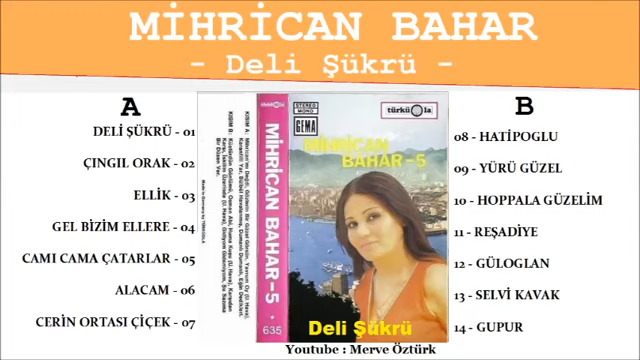 MİHRİCAN BAHAR
- Deli Şükrü -
A
DELİ ŞÜKRÜ - 01
ÇINGIL ORAK - 02
ELLİK - 03
GEL BİZİM ELLERE - 04
CAMI CAMA ÇATARLAR - 05
ALACAM - 06
CERİN ORTASI ÇİÇEK - 07
MİHRİCAN BAHAR-5
635
STEREO
MONO
GEMA
türküola
MİHRİCAN
BAHAR-5
Deli Şükrü
B
08 - HATİPOGLU
09 - YÜRÜ GÜZEL
10 - HOPPALA GÜZELİM
11 - REŞADİYE
12 - GÜLOGLAN
13 - SELVİ KAVAK
14 - GUPUR
Youtube : Merve Öztürk